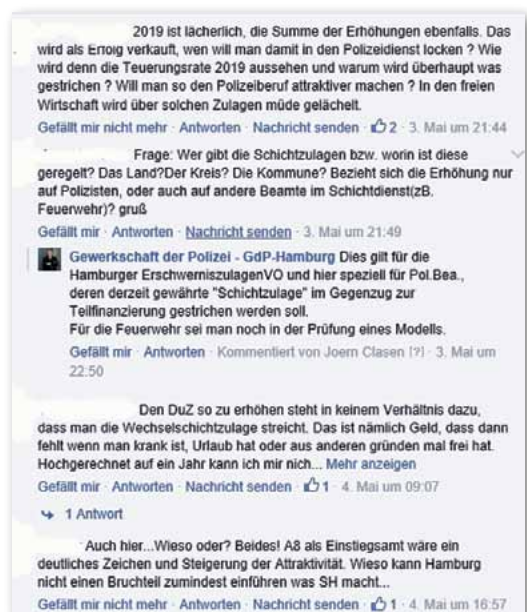 2019 ist lächerlich, die Summe der Erhöhungen ebenfalls. Das
wird als Erfolg verkauft, wen will man damit in den Polizeidienst locken ? Wie
wird denn die Teuerungsrate 2019 aussehen und warum wird überhaupt was
gestrichen ? Will man so den Polizeiberuf attraktiver machen ? In den freien
Wirtschaft wird über solchen Zulagen müde gelächelt.
Gefällt mir nicht mehr · Antworten · Nachricht senden · 2 · 3. Mai um 21:44
Frage: Wer gibt die Schichtzulagen bzw. worin ist diese
geregelt? Das Land?Der Kreis? Die Kommune? Bezieht sich die Erhöhung nur
auf Polizisten, oder auch auf andere Beamte im Schichtdienst(zB.
Feuerwehr)? gruß
Gefällt mir · Antworten · Nachricht senden · 3. Mai um 21:49
Gewerkschaft der Polizei - GdP-Hamburg Dies gilt für die
Hamburger ErschwerniszulagenVO und hier speziell für Pol.Bea.,
deren derzeit gewährte "Schichtzulage" im Gegenzug zur
Teilfinanzierung gestrichen werden soll.
Für die Feuerwehr sei man noch in der Prüfung eines Modells.
Gefällt mir · Antworten · Kommentiert von Joern Clasen [?] · 3. Mai um
22:50
Den DuZ so zu erhöhen steht in keinem Verhältnis dazu,
dass man die Wechselschichtzulage streicht. Das ist nämlich Geld, dass dann
fehlt wenn man krank ist, Urlaub hat oder aus anderen gründen mal frei hat.
Hochgerechnet auf ein Jahr kann ich mir nich... Mehr anzeigen
Gefällt mir · Antworten · Nachricht senden · 1 · 4. Mai um 09:07
1 Antwort
Auch hier...Wieso oder? Beides! A8 als Einstiegsamt wäre ein
deutliches Zeichen und Steigerung der Attraktivität. Wieso kann Hamburg
nicht einen Bruchteil zumindest einführen was SH macht...
Gefällt mir nicht mehr · Antworten · Nachricht senden · 1 · 4. Mai um 16:57